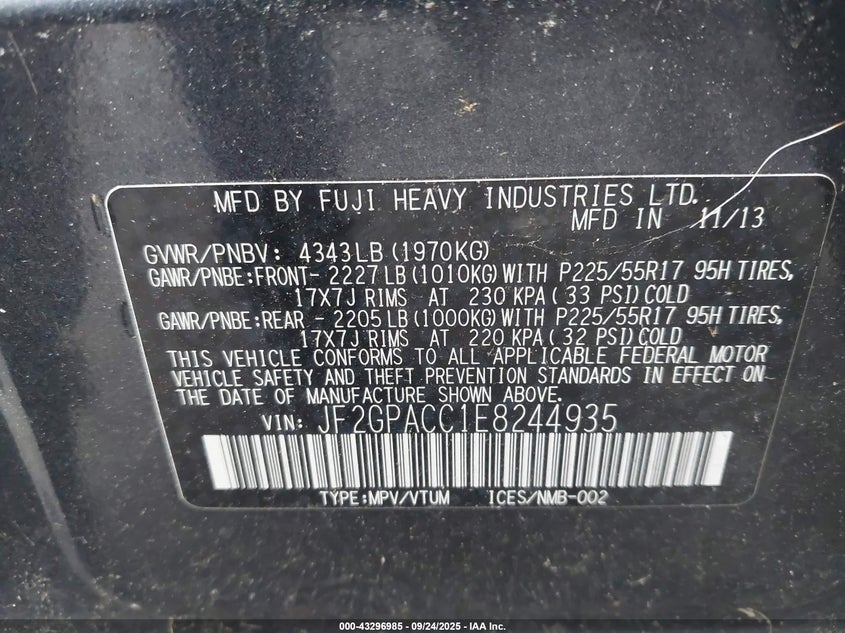 MFD BY FUJI HEAVY INDUSTRIES LTD.
MFD IN 11/13
GVWR/PNBV: 4343LB (1970KG)
GAWR/PNBE:FRONT- 2227LB (1010KG) WITH P225/55R17 95H TIRES,
17X7J RIMS AT 230 KPA (33 PSI) COLD
GAWR/PNBE:REAR - 2205LB (1000KG) WITH P225/55R17 95H TIRES,
17X7J RIMS AT 220 KPA (32 PSI) COLD
THIS VEHICLE CONFORMS TO ALL APPLICABLE FEDERAL MOTOR
VEHICLE SAFETY AND THEFT PREVENTION STANDARDS IN EFFECT ON
THE DATE OF MANUFACTURE SHOWN ABOVE.
VIN: JF2GPACC1E8244935
TYPE:MPV/VTUM ICES/NMB-002
000-43296985 - 09/24/2025 - IAA Inc.